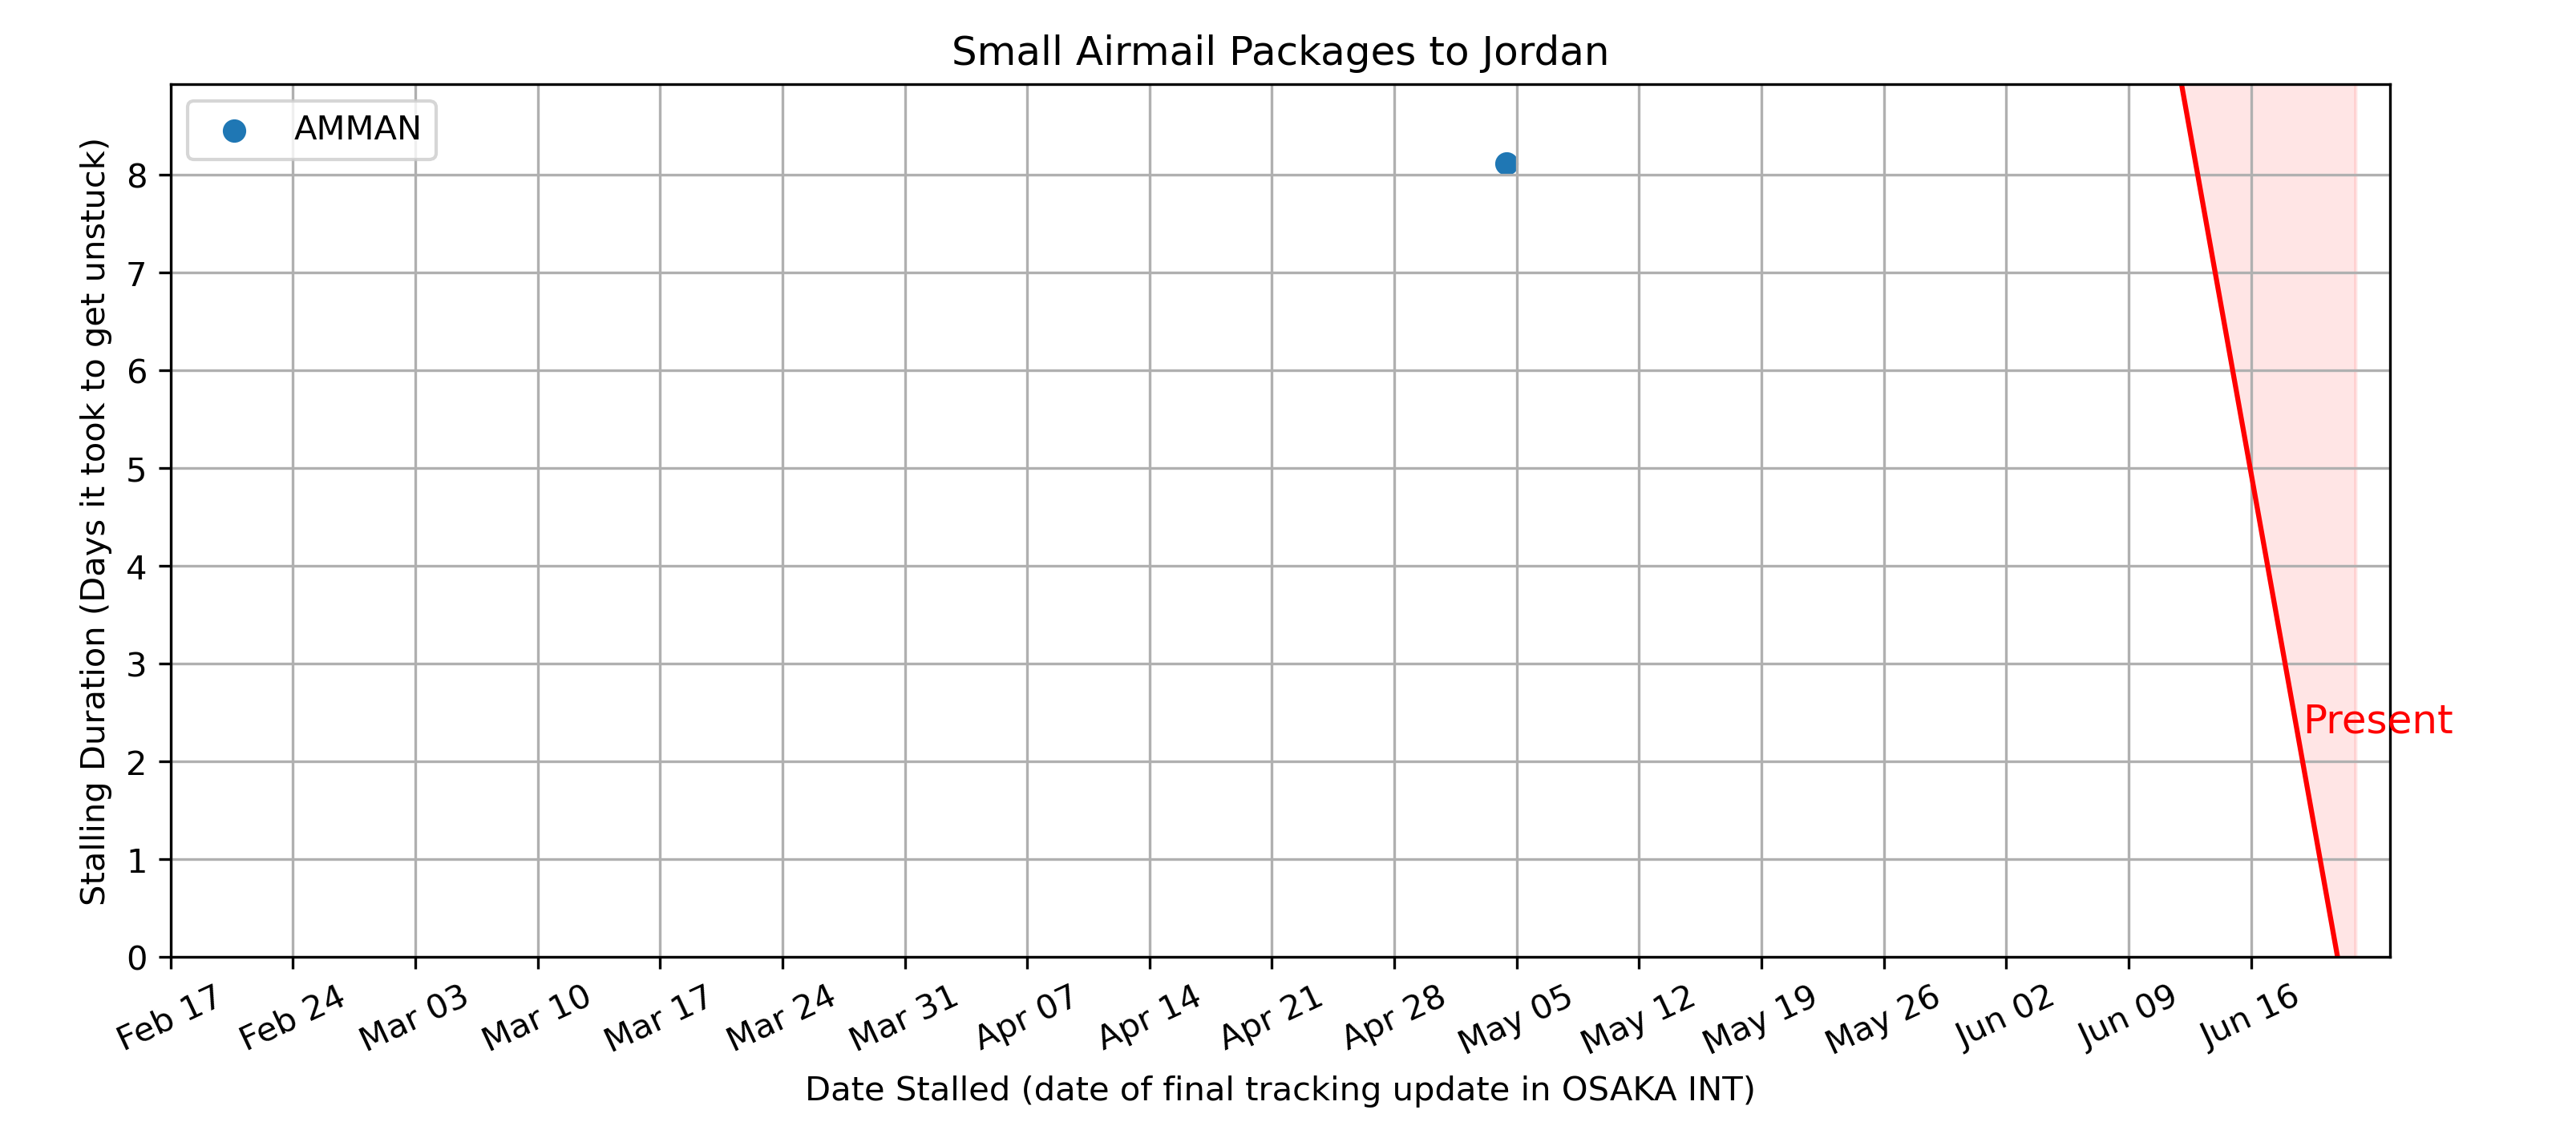 Small Airmail Packages to Jordan
AMMAN
Stalling Duration (Days it took to get unstuck)
8
7
6
5
4
3
2
1
0
Present
Feb 17
Feb 24
Mar 03
Mar 10
Mar 17
Mar 24
Mar 31
Apr 07
Apr 14
Apr 21
Apr 28
May 05
May 12
May 19
May 26
Jun 02
Jun 09
Jun 16
Date Stalled (date of final tracking update in OSAKA INT)